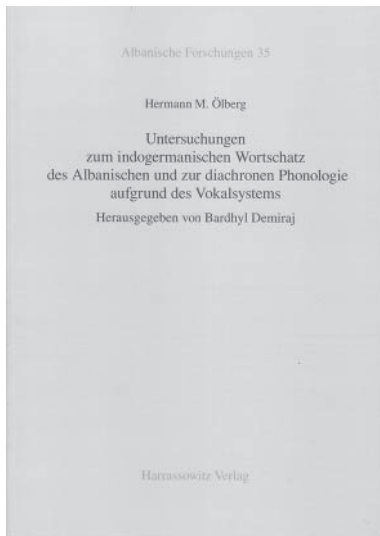 Albanische Forschungen 35
Hermann M. Ölberg
Untersuchungen
zum indogermanischen Wortschatz
des Albanischen und zur diachronen Phonologie
aufgrund des Vokalsystems
Herausgegeben von Bardhyl Demiraj
Harrassowitz Verlag